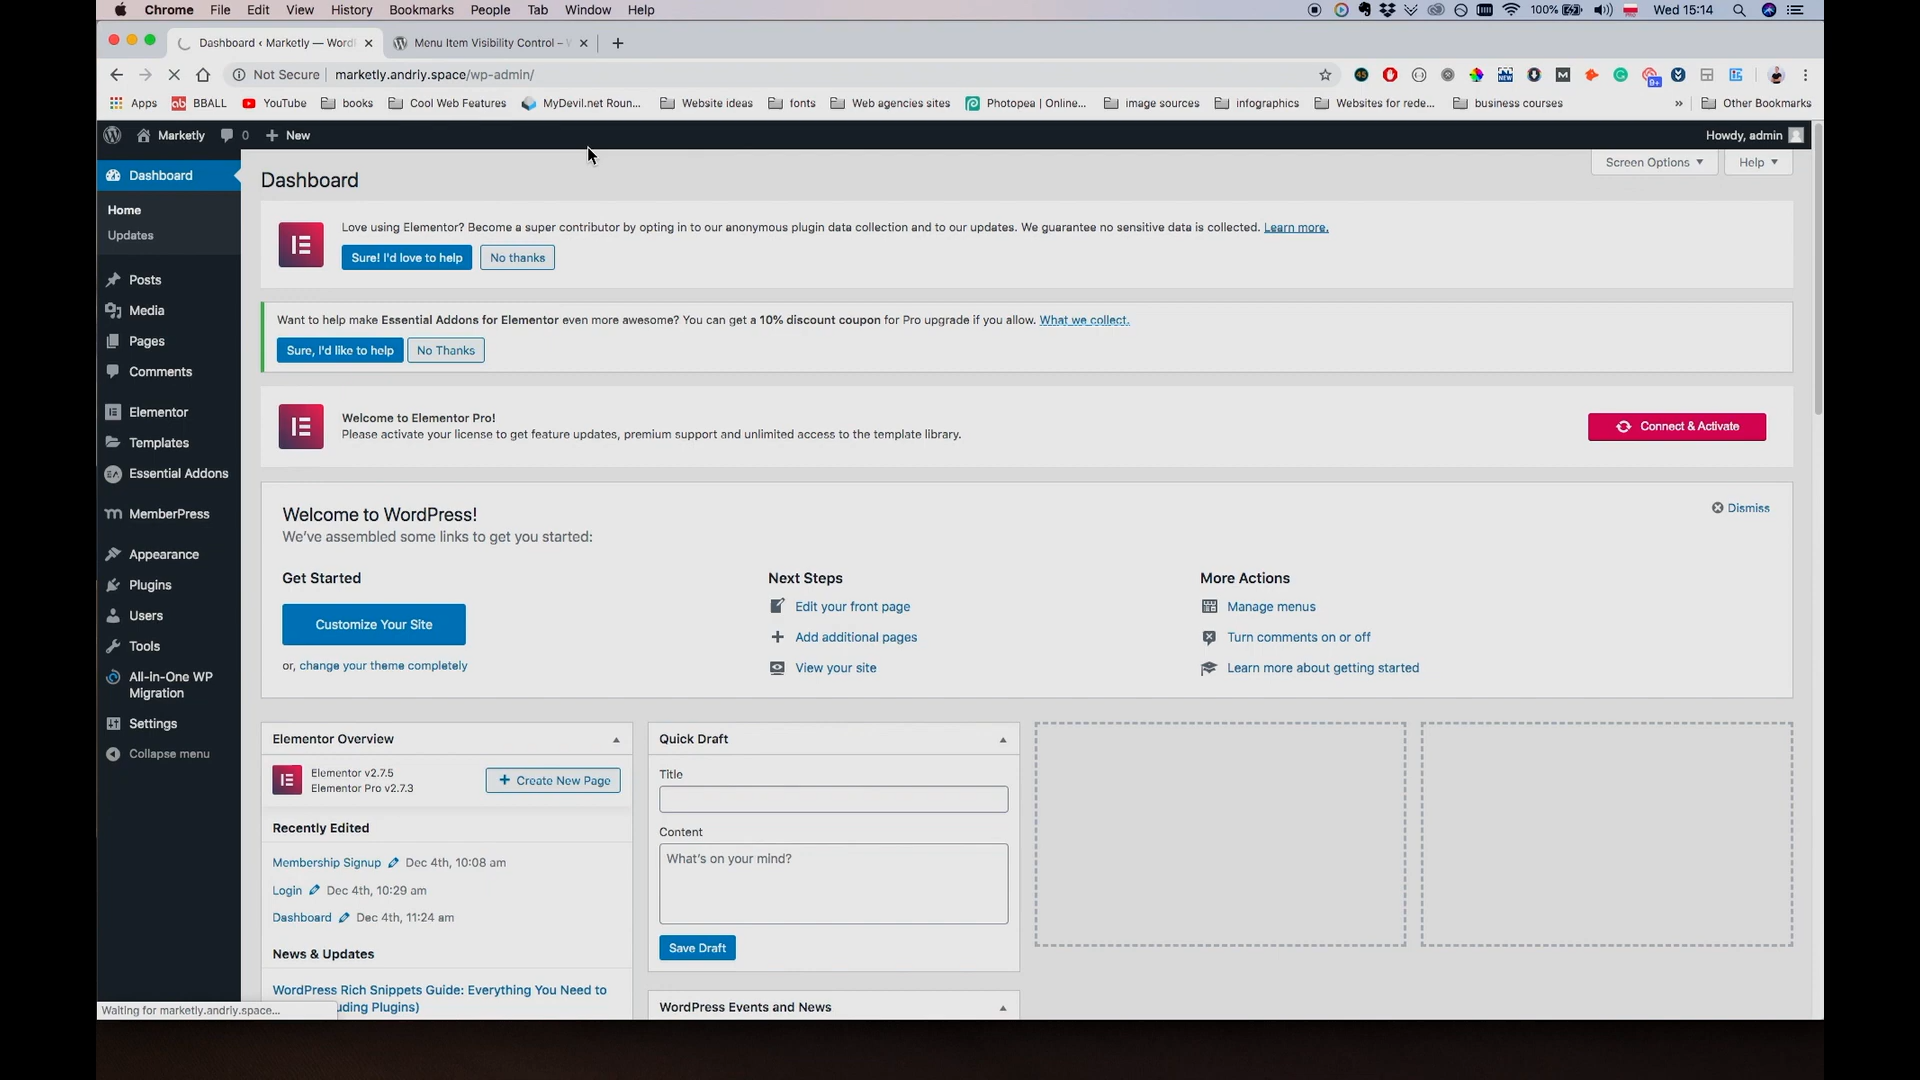 Chrome File Edit View History Bookmarks People Tab Window Help 100% Wed 15:14
Dashboard ‹ Marketly — WordP Menu Item Visibility Control –
Not Secure marketly.andriy.space/wp-admin/
Apps BBALL YouTube books Cool Web Features MyDevil.net Roun... Website ideas fonts Web agencies sites Photopea | Online... image sources infographics Websites for rede... business courses » Other Bookmarks
Marketly 0 New Howdy, admin
Screen Options Help
Dashboard
Home
Updates
Posts
Media
Pages
Comments
Elementor
Templates
Essential Addons
MemberPress
Appearance
Plugins
Users
Tools
All-in-One WP
Migration
Settings
Collapse menu
Dashboard
Love using Elementor? Become a super contributor by opting in to our anonymous plugin data collection and to our updates. We guarantee no sensitive data is collected. Learn more.
Sure! I'd love to help No thanks
Want to help make Essential Addons for Elementor even more awesome? You can get a 10% discount coupon for Pro upgrade if you allow. What we collect.
Sure, I'd like to help No Thanks
Welcome to Elementor Pro!
Please activate your license to get feature updates, premium support and unlimited access to the template library.
Connect & Activate
Welcome to WordPress!
Dismiss
We've assembled some links to get you started:
Get Started
Customize Your Site
or, change your theme completely
Next Steps
Edit your front page
Add additional pages
View your site
More Actions
Manage menus
Turn comments on or off
Learn more about getting started
Elementor Overview
Elementor v2.7.5
Elementor Pro v2.7.3
Create New Page
Recently Edited
Membership Signup Dec 4th, 10:08 am
Login Dec 4th, 10:29 am
Dashboard Dec 4th, 11:24 am
News & Updates
WordPress Rich Snippets Guide: Everything You Need to
uding Plugins)
Quick Draft
Title
Content
What's on your mind?
Save Draft
WordPress Events and News
Waiting for marketly.andriy.space...